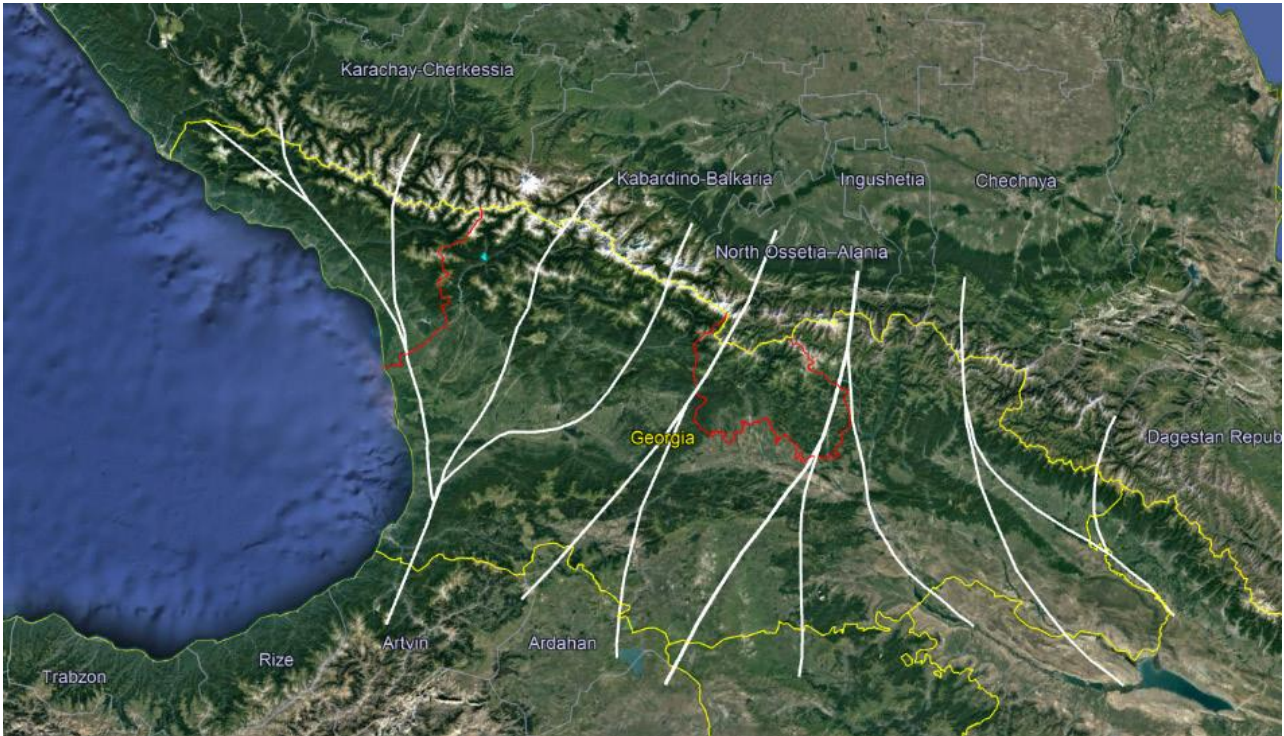 Karachay-Cherkessia
Kabardino-Balkaria
Ingushetia
Chechnya
North Ossetia–Alania
Georgia
Dagestan Repub
Artvin
Ardahan
Rize
Trabzon